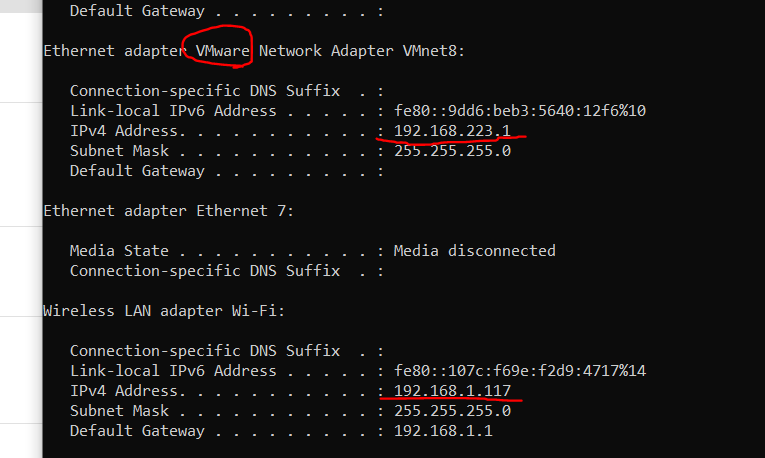 Default Gateway . . . . . . . . . :
Ethernet adapter VMware Network Adapter VMnet8:
Connection-specific DNS Suffix  . :
Link-local IPv6 Address . . . . . : fe80::9dd6:beb3:5640:12f6%10
IPv4 Address. . . . . . . . . . . : 192.168.223.1
Subnet Mask . . . . . . . . . . . : 255.255.255.0
Default Gateway . . . . . . . . . :
Ethernet adapter Ethernet 7:
Media State . . . . . . . . . . . : Media disconnected
Connection-specific DNS Suffix  . :
Wireless LAN adapter Wi-Fi:
Connection-specific DNS Suffix  . :
Link-local IPv6 Address . . . . . : fe80::107c:f69e:f2d9:4717%14
IPv4 Address. . . . . . . . . . . : 192.168.1.117
Subnet Mask . . . . . . . . . . . : 255.255.255.0
Default Gateway . . . . . . . . . : 192.168.1.1